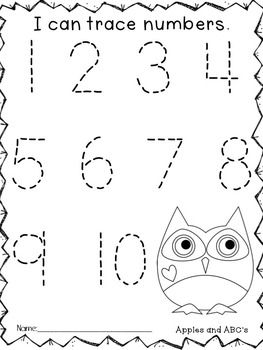 I can trace numbers.
1 2 3 4
5 6 7 8
9 10
Name:
Apples and ABC's